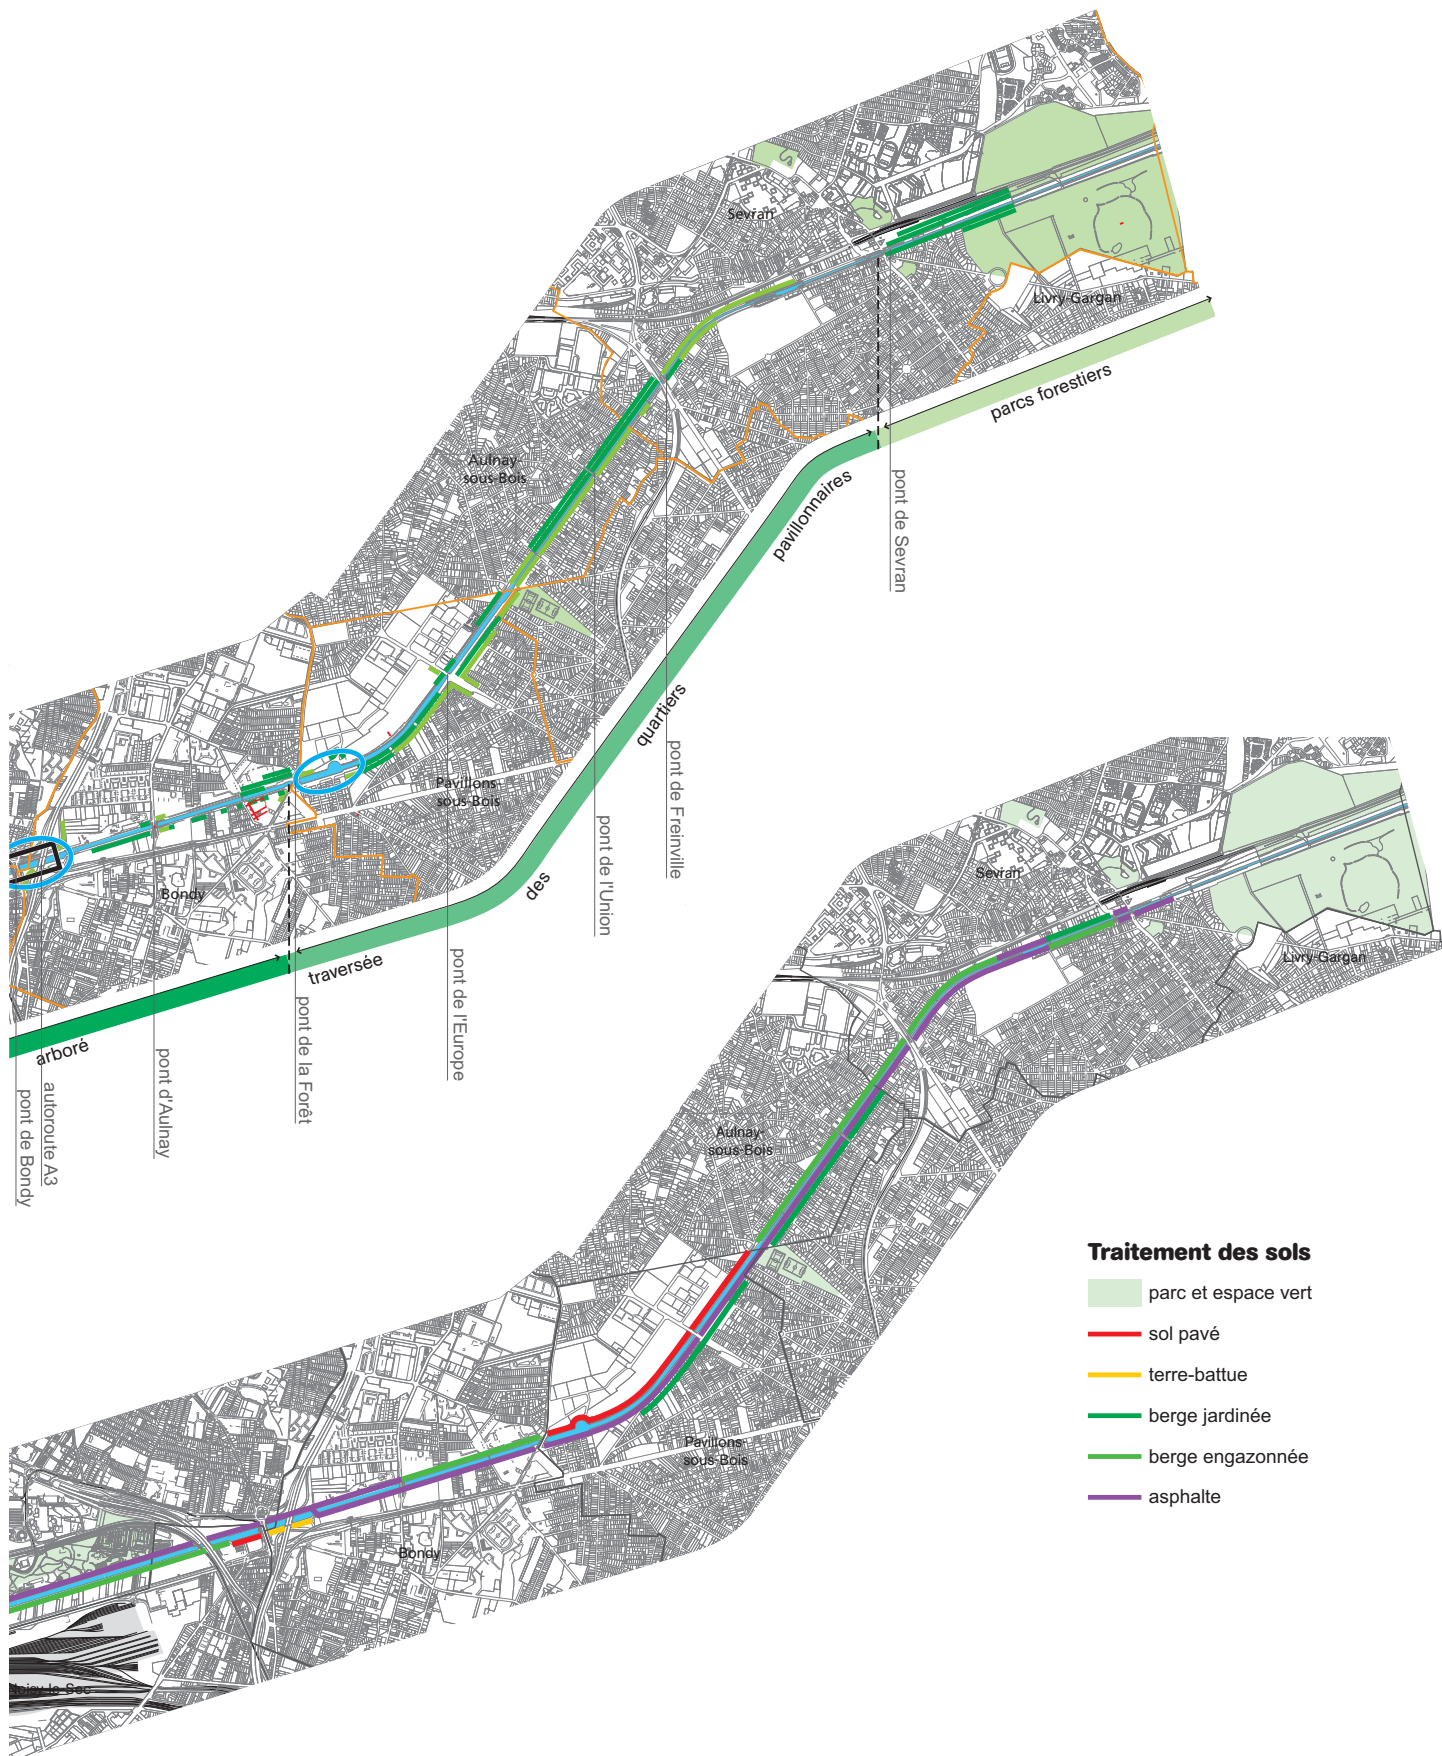 Sevran
Livry-Gargan
parcs forestiers
Aulnay-
sous-Bois
pavillonnaires
pont de Sevran
quartiers
pont de Freinville
Pavillons-
sous-Bois
pont de l'Union
des
Bondy
traversée
pont de l'Europe
pont de la Forêt
arboré
pont d'Aulnay
autoroute A3
pont de Bondy
Sevran
Livry-Gargan
Aulnay-
sous-Bois
Pavillons-
sous-Bois
Bondy
Noisy-le-Sec
Traitement des sols
parc et espace vert
sol pavé
terre-battue
berge jardinée
berge engazonnée
asphalte